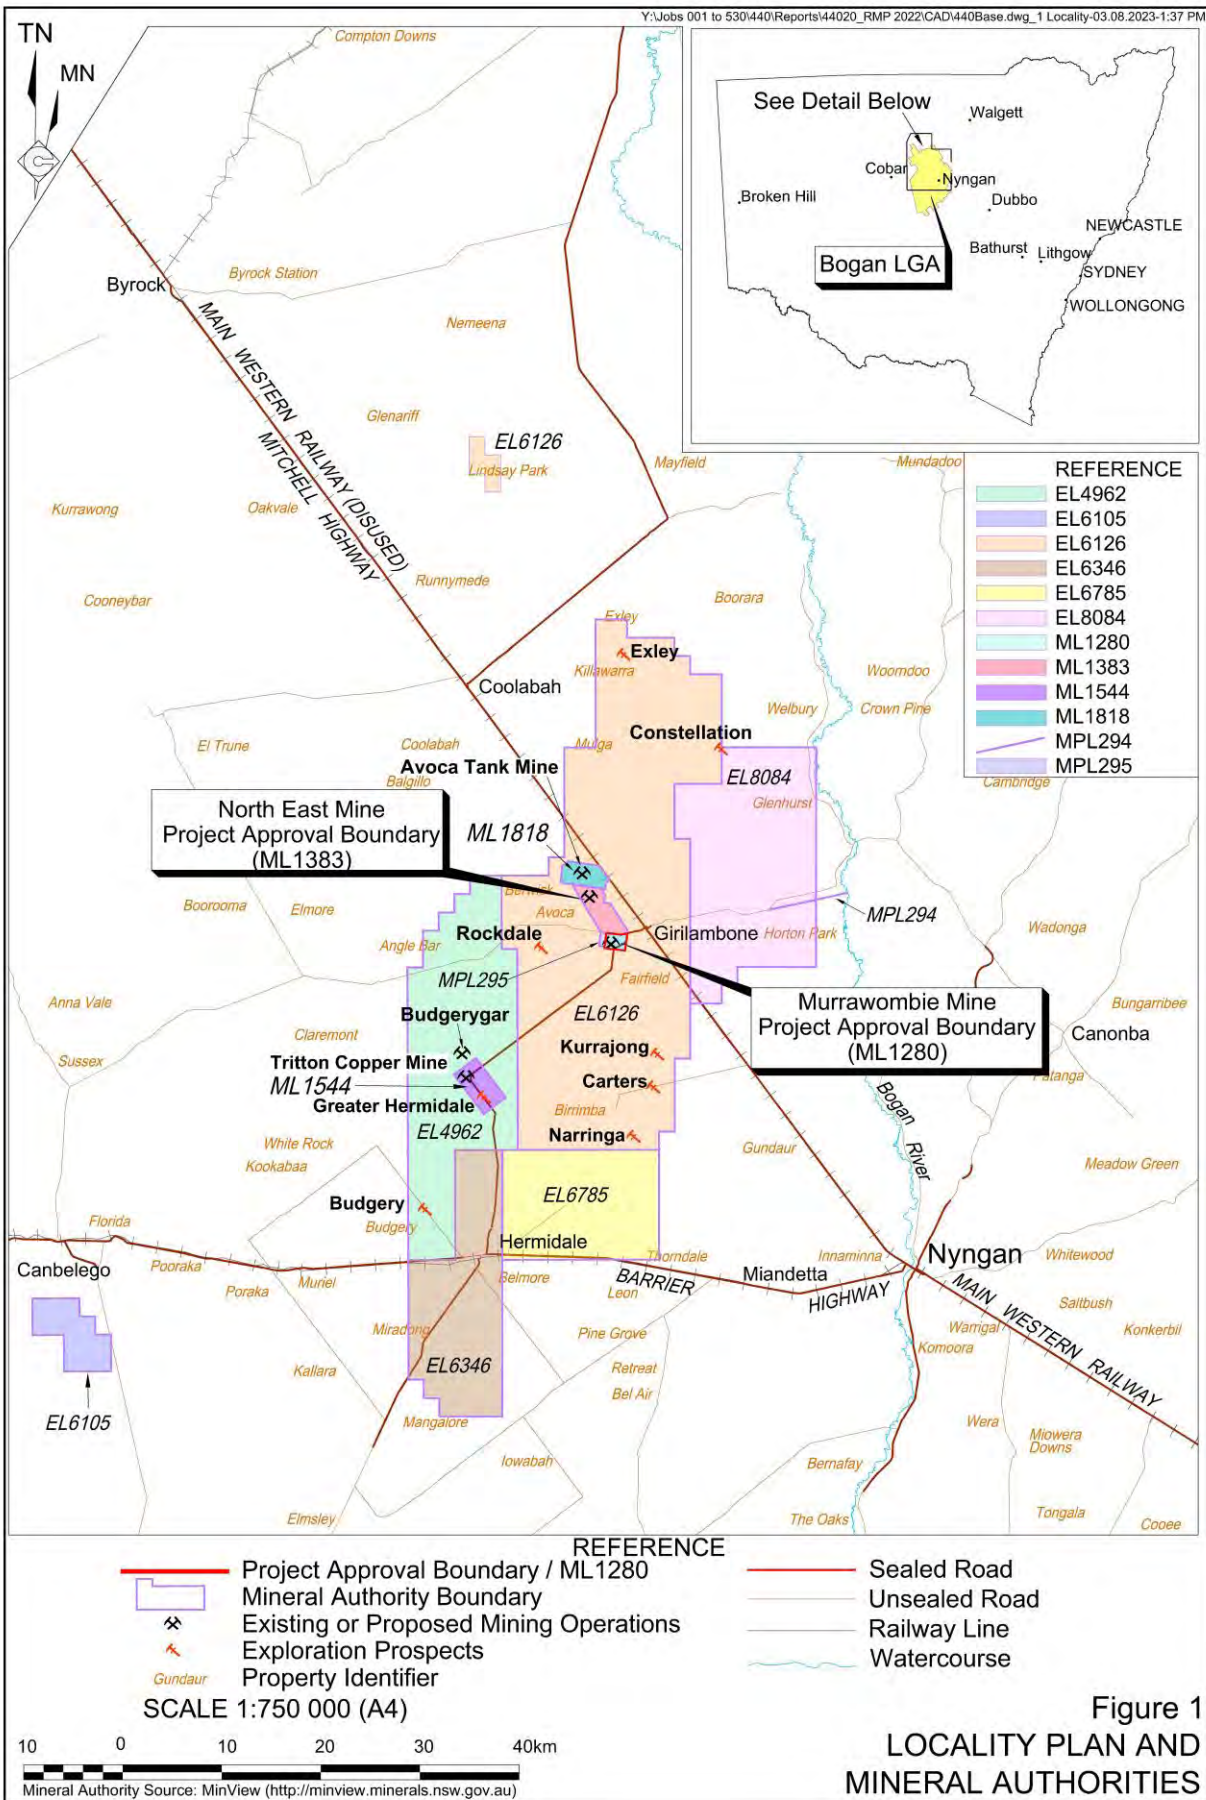 Y:\Jobs 001 to 530\440\Reports\44020_RMP 2022\CAD\440Base.dwg_1 Locality-03.08.2023-1:37 PM
TN
MN
Compton Downs
See Detail Below
Walgett
Cobar
Nyngan
Broken Hill
Dubbo
NEWCASTLE
Bathurst
Lithgow
SYDNEY
WOLLONGONG
Bogan LGA
Byrock
Byrock Station
Nemeena
MAIN WESTERN RAILWAY (DISUSED)
MITCHELL HIGHWAY
Glenariff
EL6126
Lindsay Park
Mayfield
Mundadoo
Kurrawong
Oakvale
Runnymede
Cooneybar
Boorara
REFERENCE
EL4962
EL6105
EL6126
EL6346
EL6785
EL8084
ML1280
ML1383
ML1544
ML1818
MPL294
MPL295
Exley
Exley
Killawarra
Woomdoo
Coolabah
Welbury
Crown Pine
Constellation
El Trune
Coolabah
Mulga
Avoca Tank Mine
Balgillo
EL8084
Cambridge
Glenhurst
North East Mine
Project Approval Boundary
(ML1383)
ML1818
Berwick
Boorooma
Elmore
Avoca
MPL294
Angle Bar
Rockdale
Girilambone
Horton Park
Wadonga
MPL295
Fairfield
Anna Vale
Murrawombie Mine
Project Approval Boundary
(ML1280)
Bungarribee
Budgerygar
EL6126
Claremont
Canonba
Sussex
Tritton Copper Mine
Kurrajong
ML1544
Carters
Patanga
Greater Hermidale
Birrimba
Bogan River
EL4962
White Rock
Narringa
Gundaur
Kookabaa
Meadow Green
Budgery
EL6785
Florida
Budgery
Hermidale
Nyngan
Innaminna
Whitewood
Canbelego
Pooraka
Muriel
Thorndale
Miandetta
Belmore
BARRIER HIGHWAY
Poraka
Leon
MAIN WESTERN RAILWAY
Saltbush
Miradong
Pine Grove
Warrigal
Konkerbil
Komoora
Kallara
EL6346
Retreat
Bel Air
EL6105
Mangalore
Wera
Miowera
Downs
Iowabah
Bernafay
Elmsley
The Oaks
Tongala
Cooee
REFERENCE
Project Approval Boundary / ML1280
Mineral Authority Boundary
Existing or Proposed Mining Operations
Exploration Prospects
Gundaur
Property Identifier
Sealed Road
Unsealed Road
Railway Line
Watercourse
SCALE 1:750 000 (A4)
10 0 10 20 30 40km
Mineral Authority Source: MinView (http://minview.minerals.nsw.gov.au)
Figure 1
LOCALITY PLAN AND
MINERAL AUTHORITIES